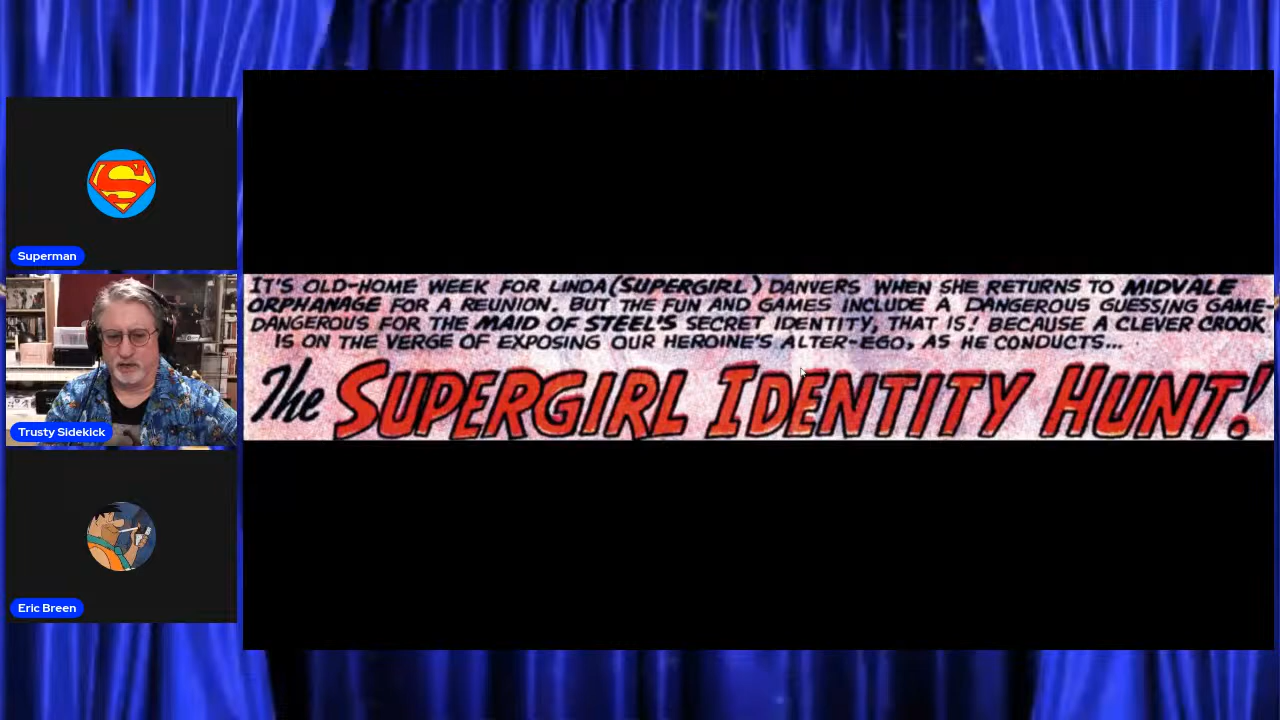 Superman
Trusty Sidekick
Eric Breen
IT'S OLD-HOME WEEK FOR LINDA (SUPERGIRL) DANVERS WHEN SHE RETURNS TO MIDVALE
ORPHANAGE FOR A REUNION. BUT THE FUN AND GAMES INCLUDE A DANGEROUS GUESSING GAME-
DANGEROUS FOR THE MAID OF STEEL'S SECRET IDENTITY, THAT IS! BECAUSE A CLEVER CROOK
IS ON THE VERGE OF EXPOSING OUR HEROINE'S ALTER-EGO, AS HE CONDUCTS...
The SUPERGIRL IDENTITY HUNT!